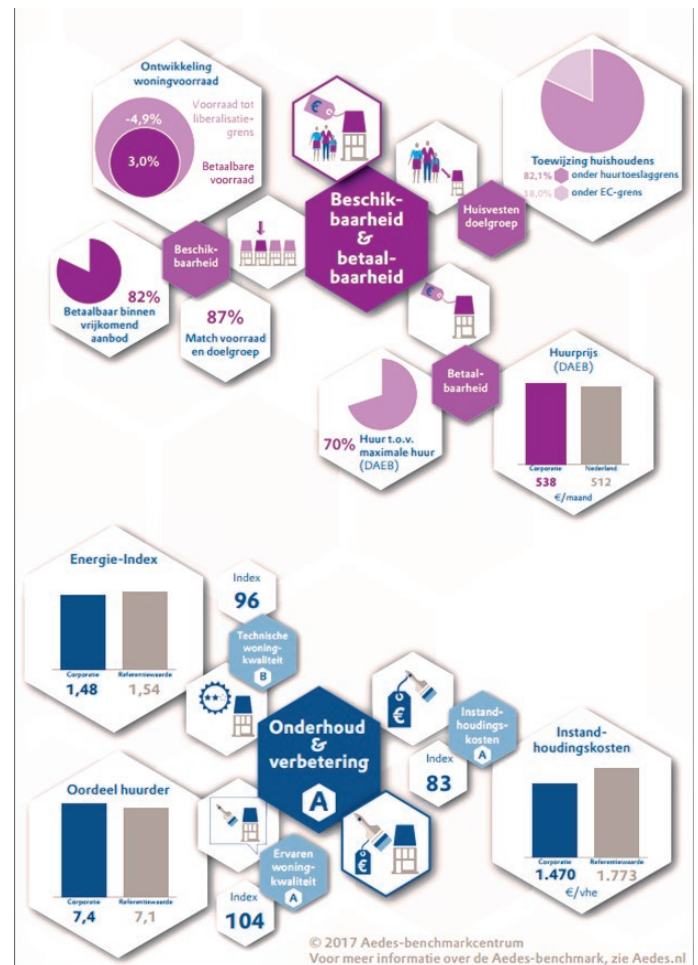 Ontwikkeling
woningvoorraad
-4,9%
Voorraad tot
liberalisatie-
grens
3,0%
Betaalbare
voorraad
€
Toewijzing huishoudens
82,1% onder huurtoeslaggrens
18,0% onder EC-grens
Beschik-
baarheid
&
betaal-
baarheid
Huisvesten
doelgroep
Beschik-
baarheid
82%
Betaalbaar binnen
vrijkomend
aanbod
87%
Match voorraad
en doelgroep
€
Betaal-
baarheid
70% Huur t.o.v.
maximale huur
(DAEB)
Huurprijs
(DAEB)
Corporatie Nederland
538 512
€/maand
Energie-Index
Corporatie Referentiewaarde
1,48 1,54
Index
96
Technische
woning-
kwaliteit
B
Onderhoud
&
verbetering
A
€
Instand-
houdings-
kosten
A
Index
83
Instand-
houdingskosten
Corporatie Referentiewaarde
1.470 1.773
€/vhe
Oordeel huurder
Corporatie Referentiewaarde
7,4 7,1
Ervaren
woning-
kwaliteit
A
Index
104
€
© 2017 Aedes-benchmarkcentrum
Voor meer informatie over de Aedes-benchmark, zie Aedes.nl